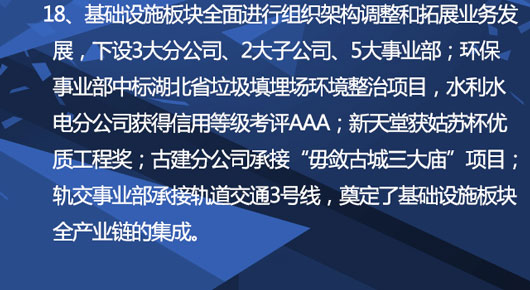 18、基础设施板块全面进行组织架构调整和拓展业务发
展，下设3大分公司、2大子公司、5大事业部；环保
事业部中标湖北省垃圾填埋场环境整治项目，水利水
电分公司获得信用等级考评AAA；新天堂获姑苏杯优
质工程奖；古建分公司承接“毋敛古城三大庙”项目；
轨交事业部承接轨道交通3号线，奠定了基础设施板块
全产业链的集成。